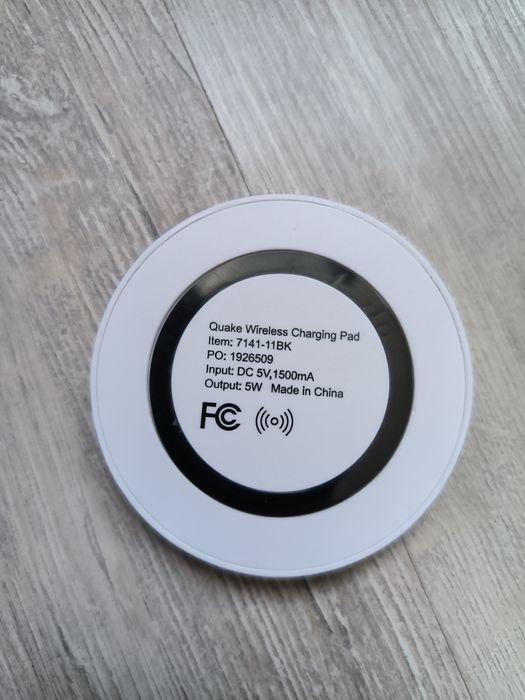 Quake Wireless Charging Pad
Item: 7141-11BK
PO: 1926509
Input: DC 5V,1500mA
Output: 5W Made in China
FC